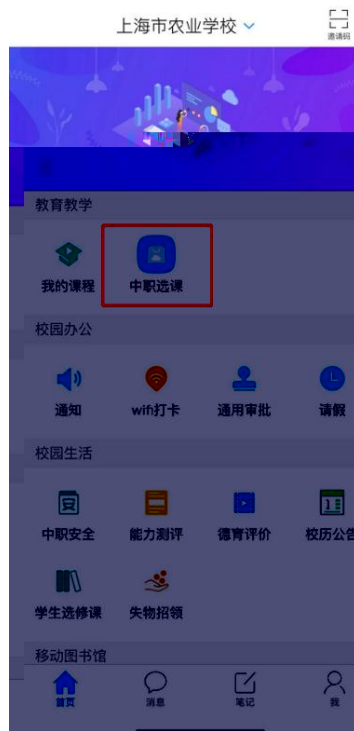 上海市农业学校
邀请码
教育教学
我的课程 中职选课
校园办公
通知 wifi打卡 通用审批 请假
校园生活
中职安全 能力测评 德育评价 校历公告
学生选修课 失物招领
移动图书馆
首页 消息 笔记 我